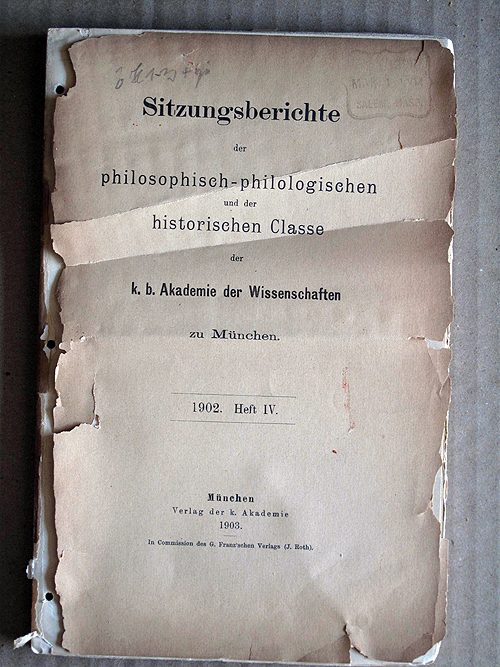 Sitzungsberichte
der
philosophisch-philologischen
und der
historischen Classe
der
k. b. Akademie der Wissenschaften
zu München.
1902. Heft IV.
München
Verlag der k. Akademie
1903.
In Commission des G. Franz'schen Verlags (J. Roth).